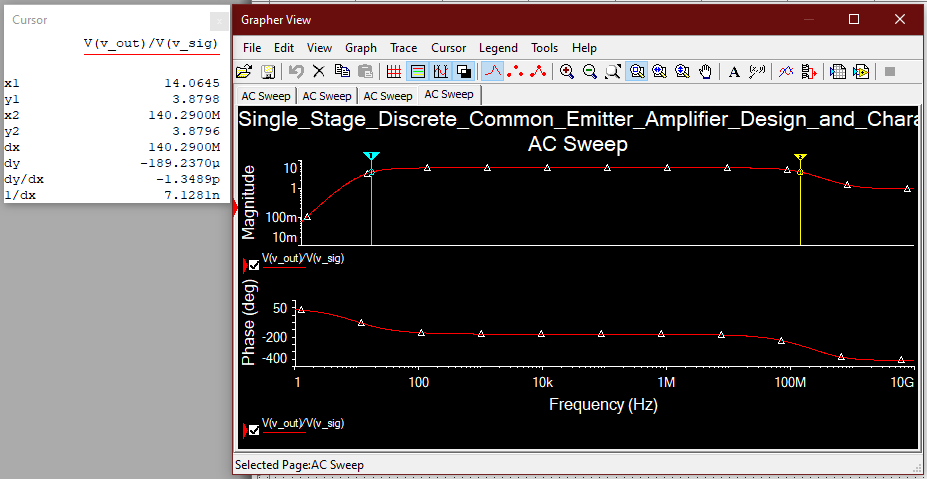 Cursor
V(v_out)/V(v_sig)
x1 14.0645
y1 3.8798
x2 140.2900M
y2 3.8796
dx 140.2900M
dy -189.2370µ
dy/dx -1.3489p
1/dx 7.1281n
Grapher View
File Edit View Graph Trace Cursor Legend Tools Help
AC Sweep AC Sweep AC Sweep AC Sweep
Single_Stage_Discrete_Common_Emitter_Amplifier_Design_and_Chara
AC Sweep
Magnitude
10
1
100m
10m
1
2
V(v_out)/V(v_sig)
Phase (deg)
50
-200
-400
1 100 10k 1M 100M 10G
Frequency (Hz)
V(v_out)/V(v_sig)
Selected Page:AC Sweep